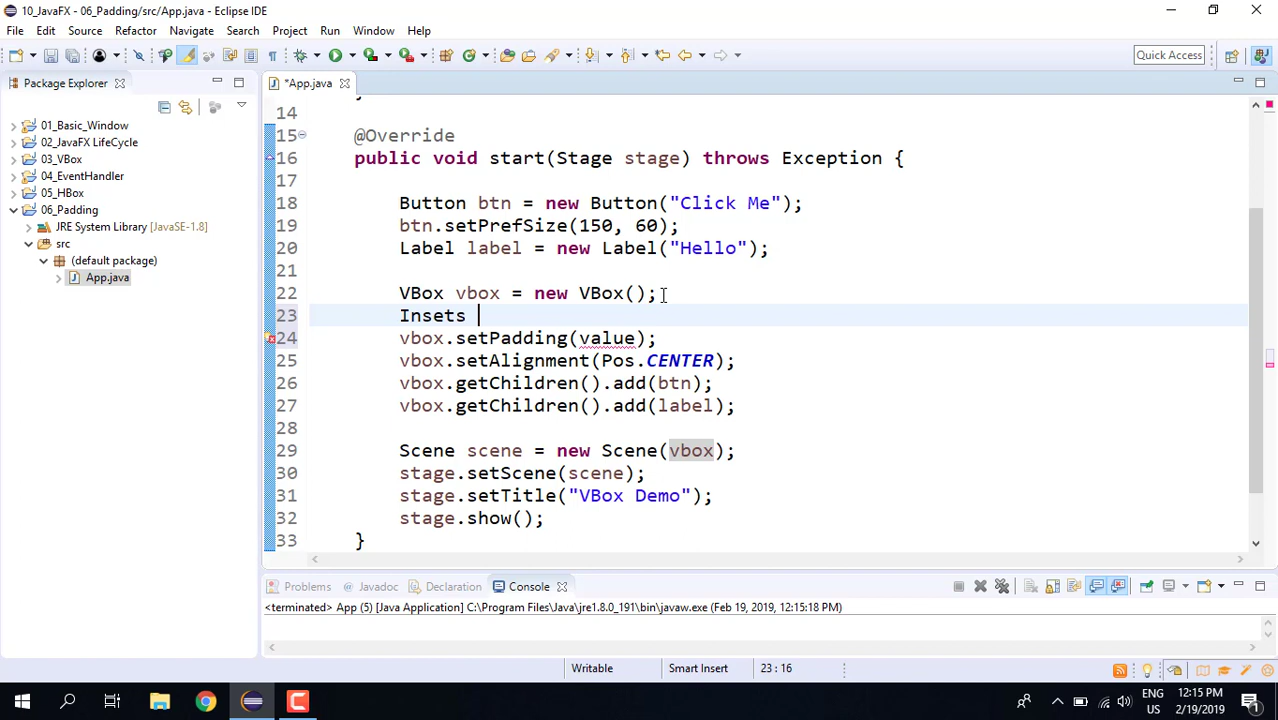 10_JavaFX - 06_Padding/src/App.java - Eclipse IDE
File Edit Source Refactor Navigate Search Project Run Window Help
Quick Access
Package Explorer
*App.java
01_Basic_Window
02_JavaFX LifeCycle
03_VBox
04_EventHandler
05_HBox
06_Padding
JRE System Library [JavaSE-1.8]
src
(default package)
App.java
14
15 @Override
16 public void start(Stage stage) throws Exception {
17
18 Button btn = new Button("Click Me");
19 btn.setPrefSize(150, 60);
20 Label label = new Label("Hello");
21
22 VBox vbox = new VBox();
23 Insets
24 vbox.setPadding(value);
25 vbox.setAlignment(Pos.CENTER);
26 vbox.getChildren().add(btn);
27 vbox.getChildren().add(label);
28
29 Scene scene = new Scene(vbox);
30 stage.setScene(scene);
31 stage.setTitle("VBox Demo");
32 stage.show();
33 }
Problems Javadoc Declaration Console
<terminated> App (5) [Java Application] C:\Program Files\Java\jre1.8.0_191\bin\javaw.exe (Feb 19, 2019, 12:15:18 PM)
Writable Smart Insert 23 : 16
ENG 12:15 PM
US 2/19/2019